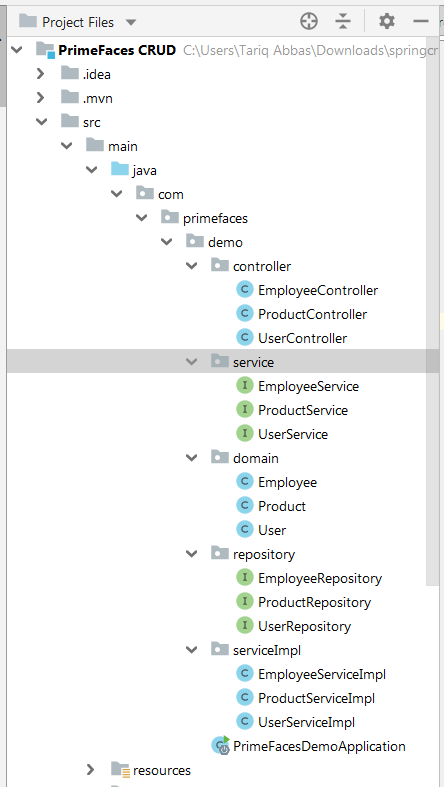 Project Files
PrimeFaces CRUD C:\Users\Tariq Abbas\Downloads\springcr
.idea
.mvn
src
main
java
com
primefaces
demo
controller
EmployeeController
ProductController
UserController
service
EmployeeService
ProductService
UserService
domain
Employee
Product
User
repository
EmployeeRepository
ProductRepository
UserRepository
serviceImpl
EmployeeServiceImpl
ProductServiceImpl
UserServiceImpl
PrimeFacesDemoApplication
resources